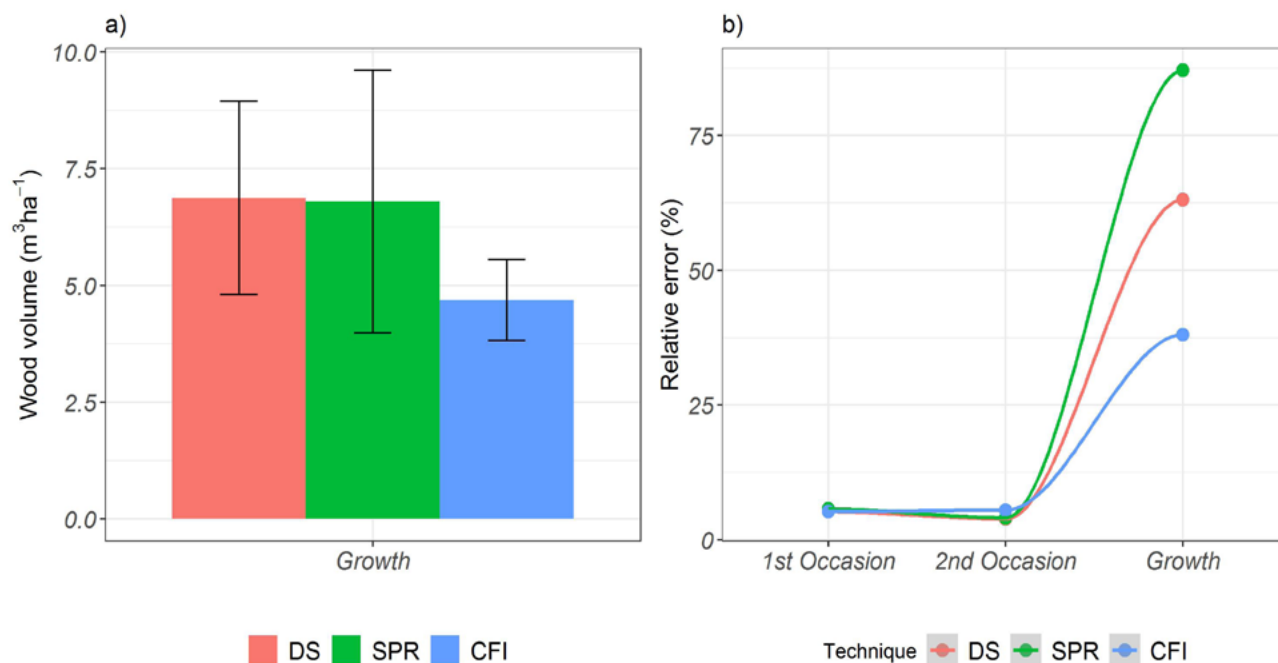 a)
Wood volume (m³ha⁻¹)
10.0
7.5
5.0
2.5
0.0
Growth
DS SPR CFI
b)
Relative error (%)
75
50
25
0
1st Occasion 2nd Occasion Growth
Technique DS SPR CFI